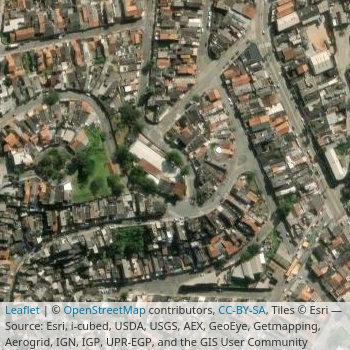 Leaflet | © OpenStreetMap contributors, CC-BY-SA, Tiles © Esri —
Source: Esri, i-cubed, USDA, USGS, AEX, GeoEye, Getmapping,
Aerogrid, IGN, IGP, UPR-EGP, and the GIS User Community